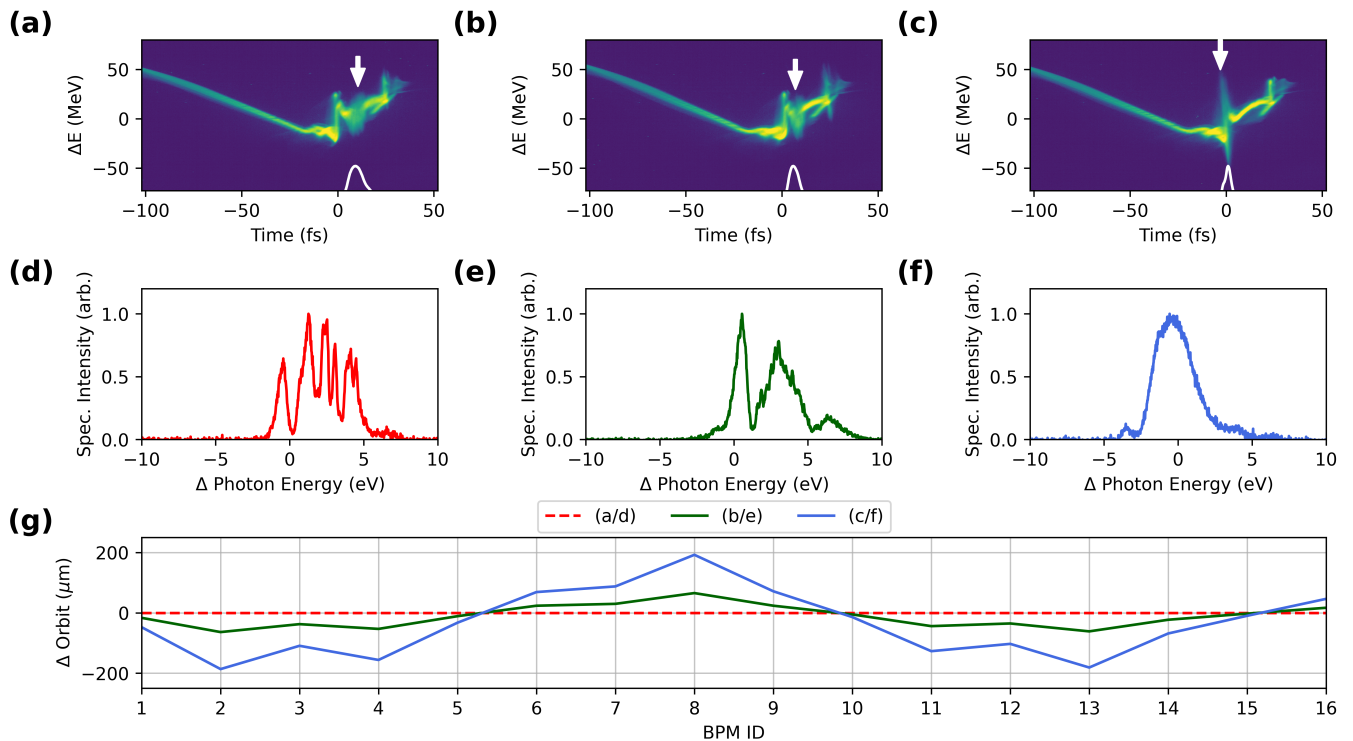 (a) (b) (c)
ΔE (MeV) ΔE (MeV) ΔE (MeV)
50 0 −50
50 0 −50
50 0 −50
−100 −50 0 50 −100 −50 0 50 −100 −50 0 50
Time (fs) Time (fs) Time (fs)
(d) (e) (f)
Spec. Intensity (arb.) Spec. Intensity (arb.) Spec. Intensity (arb.)
1.0 0.5 0.0
1.0 0.5 0.0
1.0 0.5 0.0
−10 −5 0 5 10 −10 −5 0 5 10 −10 −5 0 5 10
Δ Photon Energy (eV) Δ Photon Energy (eV) Δ Photon Energy (eV)
(g)
(a/d) (b/e) (c/f)
Δ Orbit (μm)
200
0
−200
1 2 3 4 5 6 7 8 9 10 11 12 13 14 15 16
BPM ID